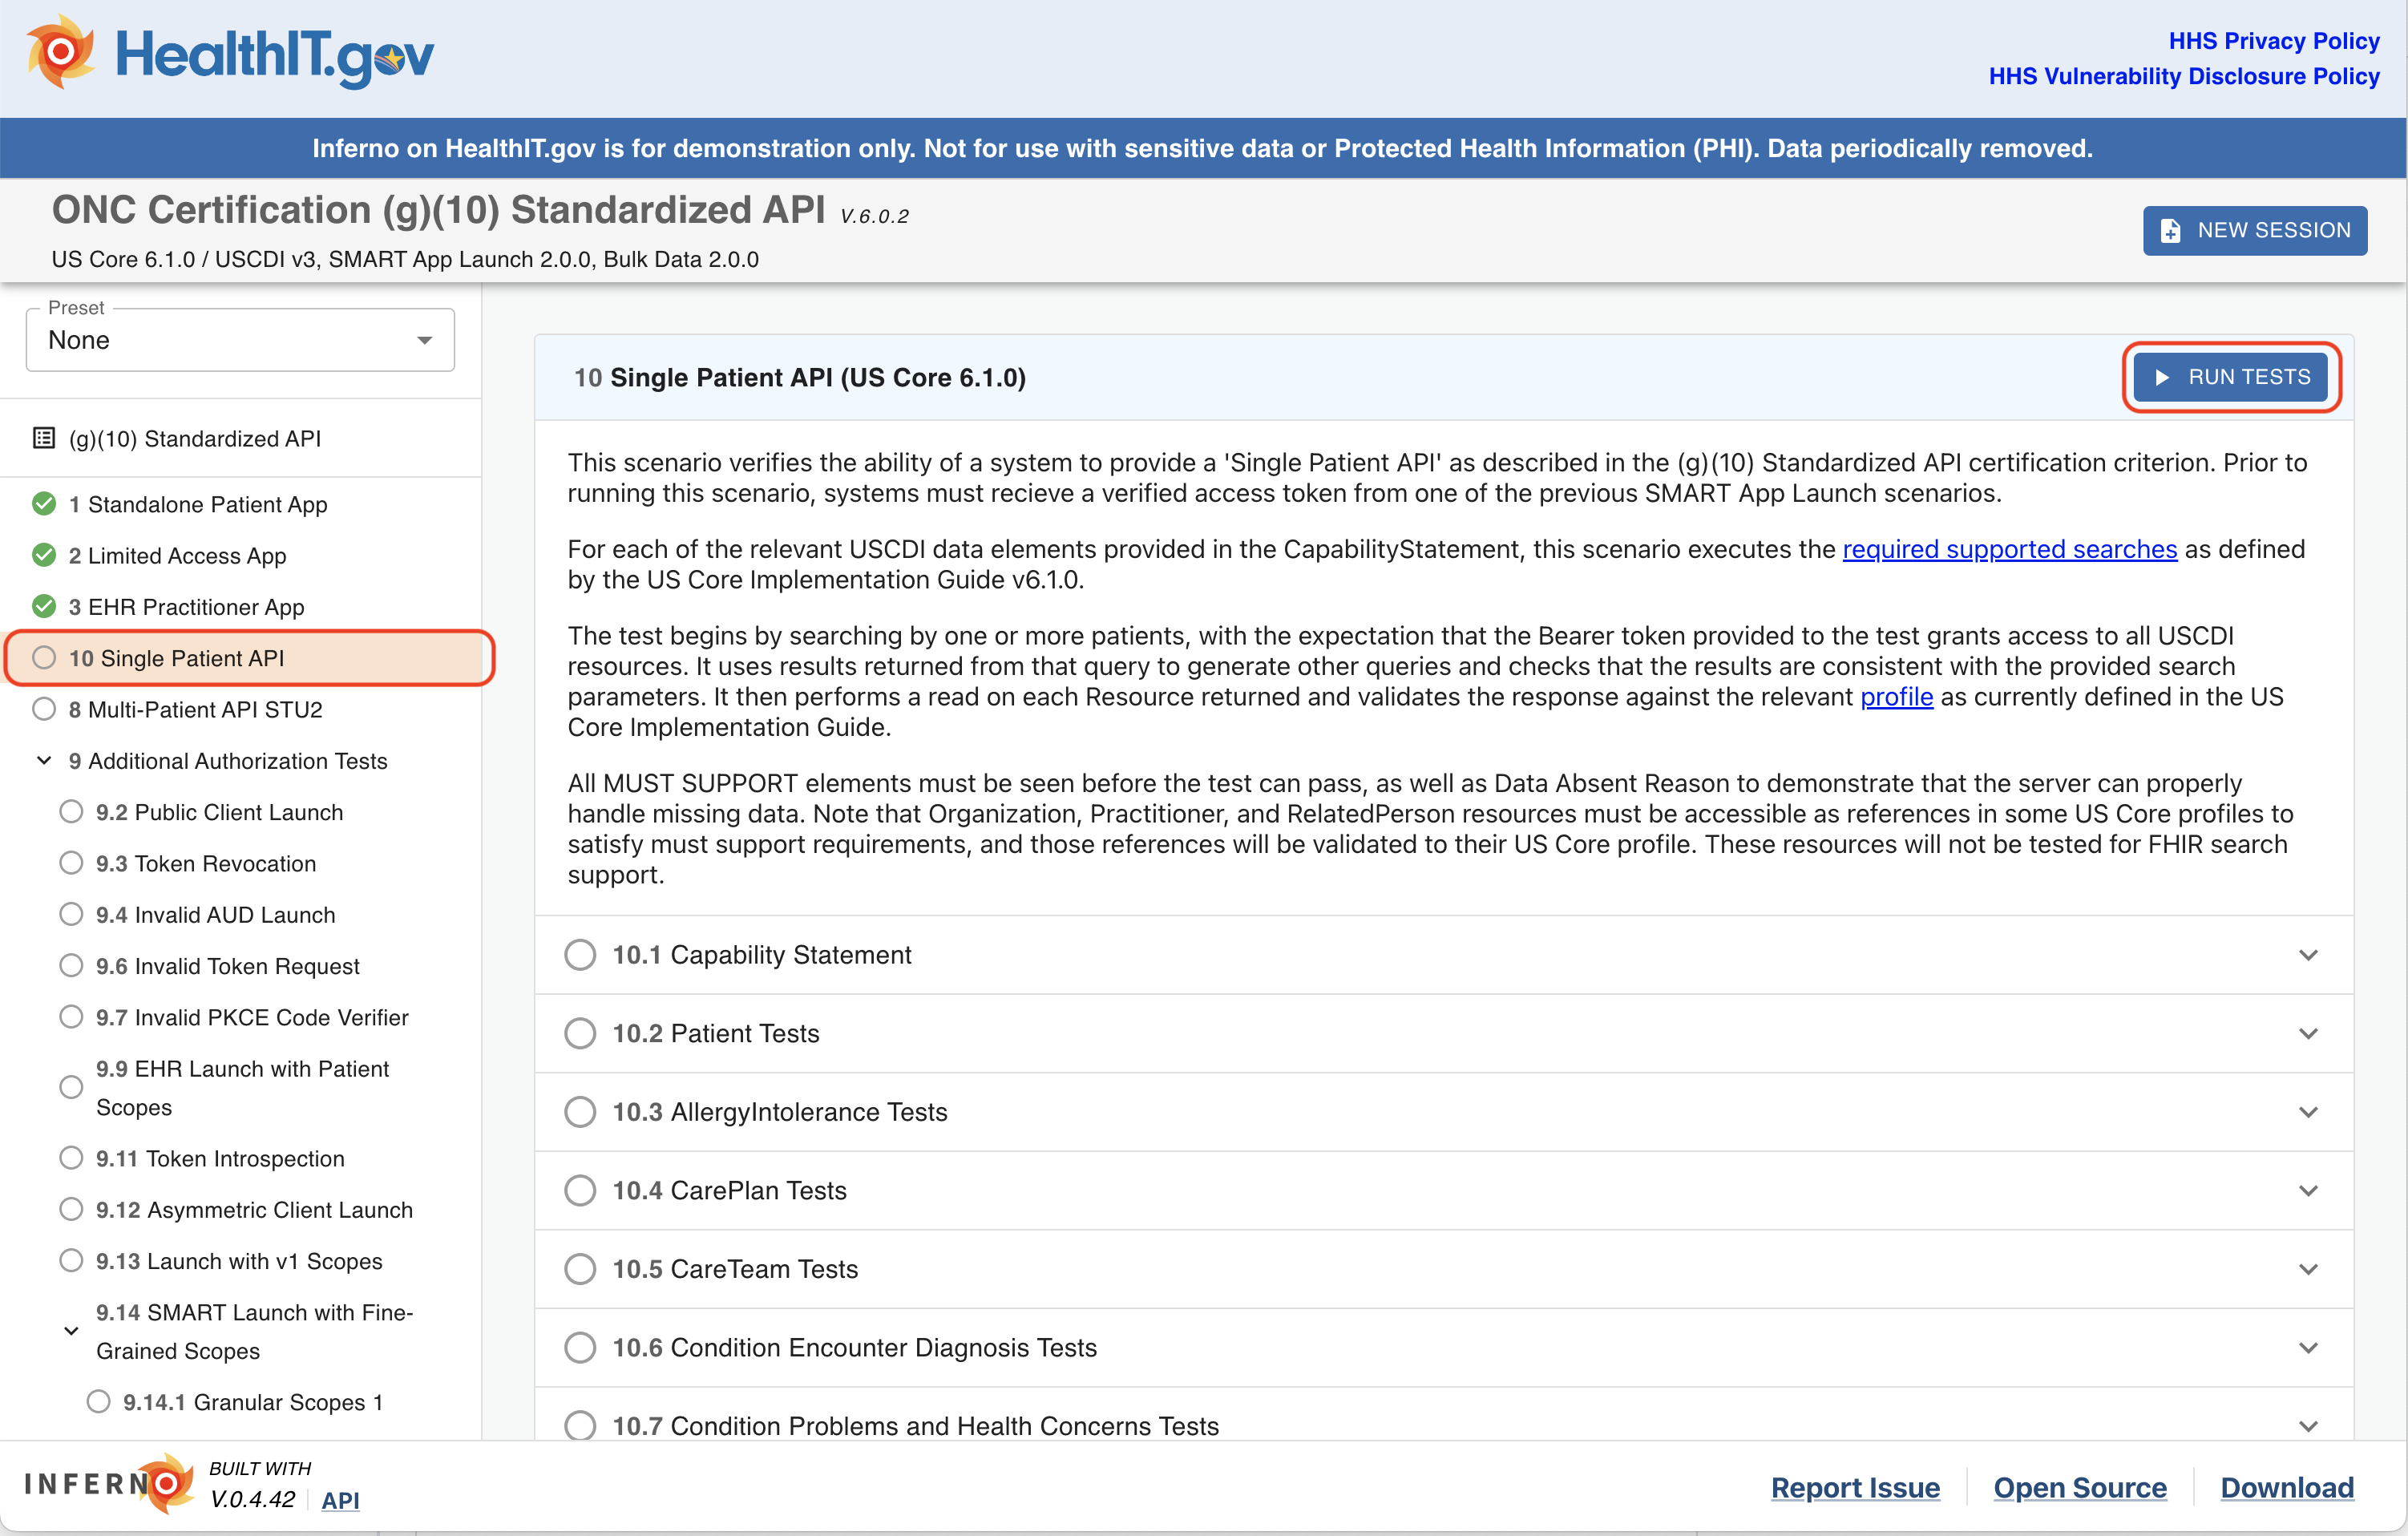 HealthIT.gov
HHS Privacy Policy
HHS Vulnerability Disclosure Policy
Inferno on HealthIT.gov is for demonstration only. Not for use with sensitive data or Protected Health Information (PHI). Data periodically removed.
ONC Certification (g)(10) Standardized API V.6.0.2
US Core 6.1.0 / USCDI v3, SMART App Launch 2.0.0, Bulk Data 2.0.0
NEW SESSION
Preset
None
(g)(10) Standardized API
1 Standalone Patient App
2 Limited Access App
3 EHR Practitioner App
10 Single Patient API
8 Multi-Patient API STU2
9 Additional Authorization Tests
9.2 Public Client Launch
9.3 Token Revocation
9.4 Invalid AUD Launch
9.6 Invalid Token Request
9.7 Invalid PKCE Code Verifier
9.9 EHR Launch with Patient
Scopes
9.11 Token Introspection
9.12 Asymmetric Client Launch
9.13 Launch with v1 Scopes
9.14 SMART Launch with Fine-
Grained Scopes
9.14.1 Granular Scopes 1
10 Single Patient API (US Core 6.1.0)
RUN TESTS
This scenario verifies the ability of a system to provide a 'Single Patient API' as described in the (g)(10) Standardized API certification criterion. Prior to
running this scenario, systems must recieve a verified access token from one of the previous SMART App Launch scenarios.
For each of the relevant USCDI data elements provided in the CapabilityStatement, this scenario executes the required supported searches as defined
by the US Core Implementation Guide v6.1.0.
The test begins by searching by one or more patients, with the expectation that the Bearer token provided to the test grants access to all USCDI
resources. It uses results returned from that query to generate other queries and checks that the results are consistent with the provided search
parameters. It then performs a read on each Resource returned and validates the response against the relevant profile as currently defined in the US
Core Implementation Guide.
All MUST SUPPORT elements must be seen before the test can pass, as well as Data Absent Reason to demonstrate that the server can properly
handle missing data. Note that Organization, Practitioner, and RelatedPerson resources must be accessible as references in some US Core profiles to
satisfy must support requirements, and those references will be validated to their US Core profile. These resources will not be tested for FHIR search
support.
10.1 Capability Statement
10.2 Patient Tests
10.3 AllergyIntolerance Tests
10.4 CarePlan Tests
10.5 CareTeam Tests
10.6 Condition Encounter Diagnosis Tests
10.7 Condition Problems and Health Concerns Tests
INFERNO
BUILT WITH
V.0.4.42 API
Report Issue
Open Source
Download